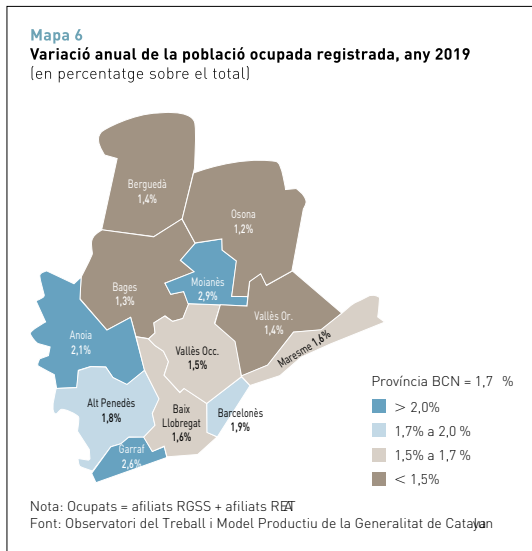 Mapa 6
Variació anual de la població ocupada registrada, any 2019
(en percentatge sobre el total)
Berguedà
1,4%
Osona
1,2%
Bages
1,3%
Moianès
2,9%
Anoia
2,1%
Vallès Or.
1,4%
Vallès Occ.
1,5%
Maresme 1,6%
Alt Penedès
1,8%
Baix
Llobregat
1,6%
Barcelonès
1,9%
Garraf
2,6%
Província BCN = 1,7 %
> 2,0%
1,7% a 2,0 %
1,5% a 1,7 %
< 1,5%
Nota: Ocupats = afiliats RGSS + afiliats RETA
Font: Observatori del Treball i Model Productiu de la Generalitat de Catalunya